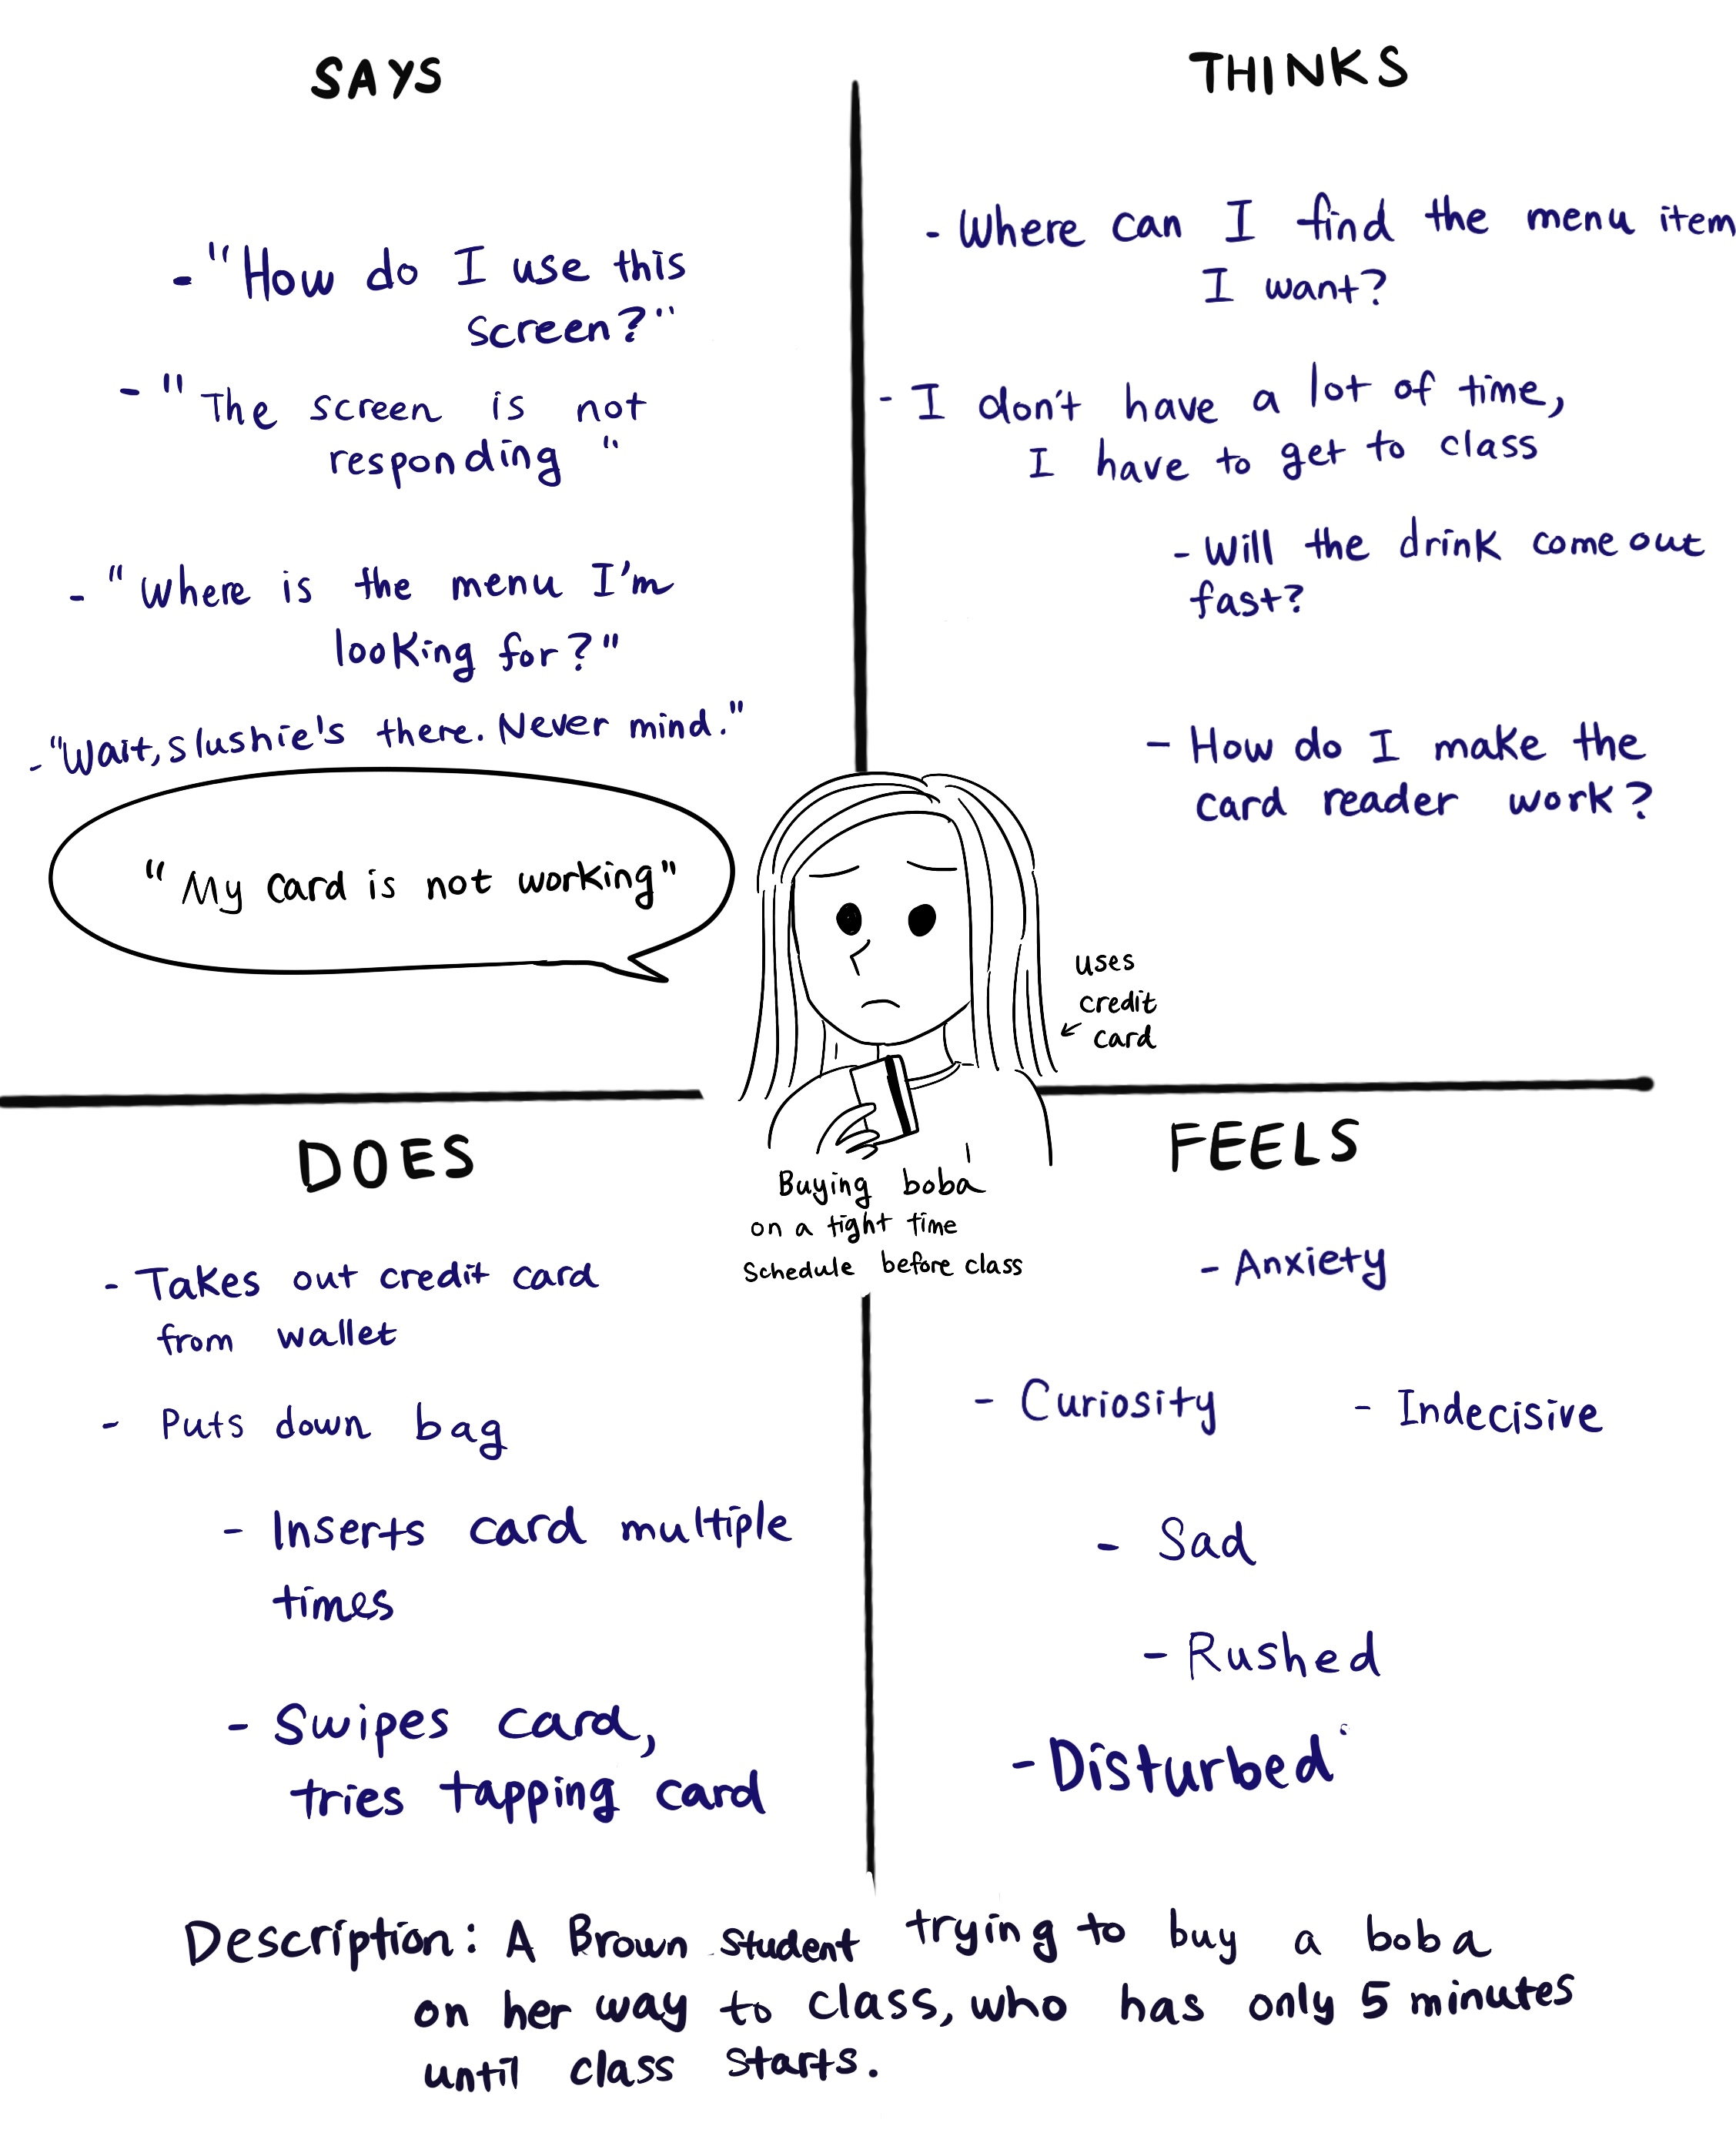 SAYS
- "How do I use this
screen?"
- "The screen is not
responding"
- "Where is the menu I'm
looking for?"
- "Wait, slushie's there. Never mind."
"My card is not working"
THINKS
- Where can I find the menu item
I want?
- I don't have a lot of time,
I have to get to class
- Will the drink come out
fast?
- How do I make the
card reader work?
uses
credit
card
Buying boba
on a tight time
schedule before class
DOES
- Takes out credit card
from wallet
- Puts down bag
- Inserts card multiple
times
- Swipes card,
tries tapping card
FEELS
- Anxiety
- Curiosity - Indecisive
- Sad
- Rushed
- Disturbed
Description: A Brown student trying to buy a boba
on her way to class, who has only 5 minutes
until class starts.